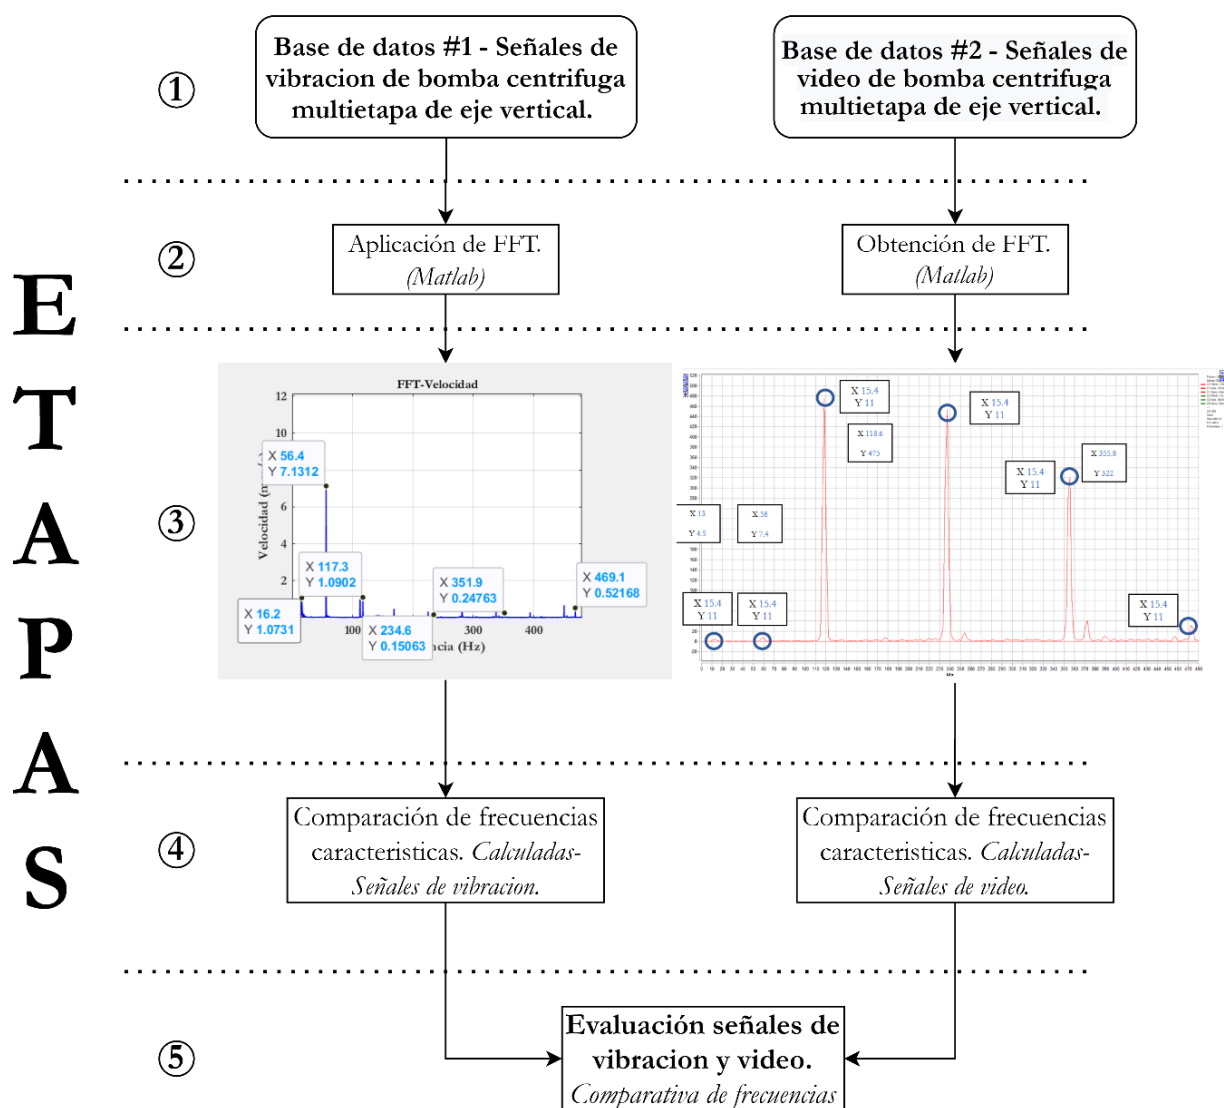 ETAPAS
①
Base de datos #1 - Señales de
vibracion de bomba centrifuga
multietapa de eje vertical.
Base de datos #2 - Señales de
video de bomba centrifuga
multietapa de eje vertical.
②
Aplicación de FFT.
(Matlab)
Obtención de FFT.
(Matlab)
③
FFT-Velocidad
12
10
8
6
4
2
Velocidad (m
X 56.4
Y 7.1312
X 117.3
Y 1.0902
X 16.2
Y 1.0731
X 234.6
Y 0.15063
X 351.9
Y 0.24763
X 469.1
Y 0.52168
100
300
400
ncia (Hz)
X 15.4
Y 11
X 118.6
Y 475
X 15.4
Y 11
X 15.4
Y 11
X 355.8
Y 322
X 13
Y 4.5
X 58
Y 7.4
X 15.4
Y 11
X 15.4
Y 11
X 15.4
Y 11
④
Comparación de frecuencias
caracteristicas. Calculadas-
Señales de vibracion.
Comparación de frecuencias
caracteristicas. Calculadas-
Señales de video.
⑤
Evaluación señales de
vibracion y video.
Comparativa de frecuencias